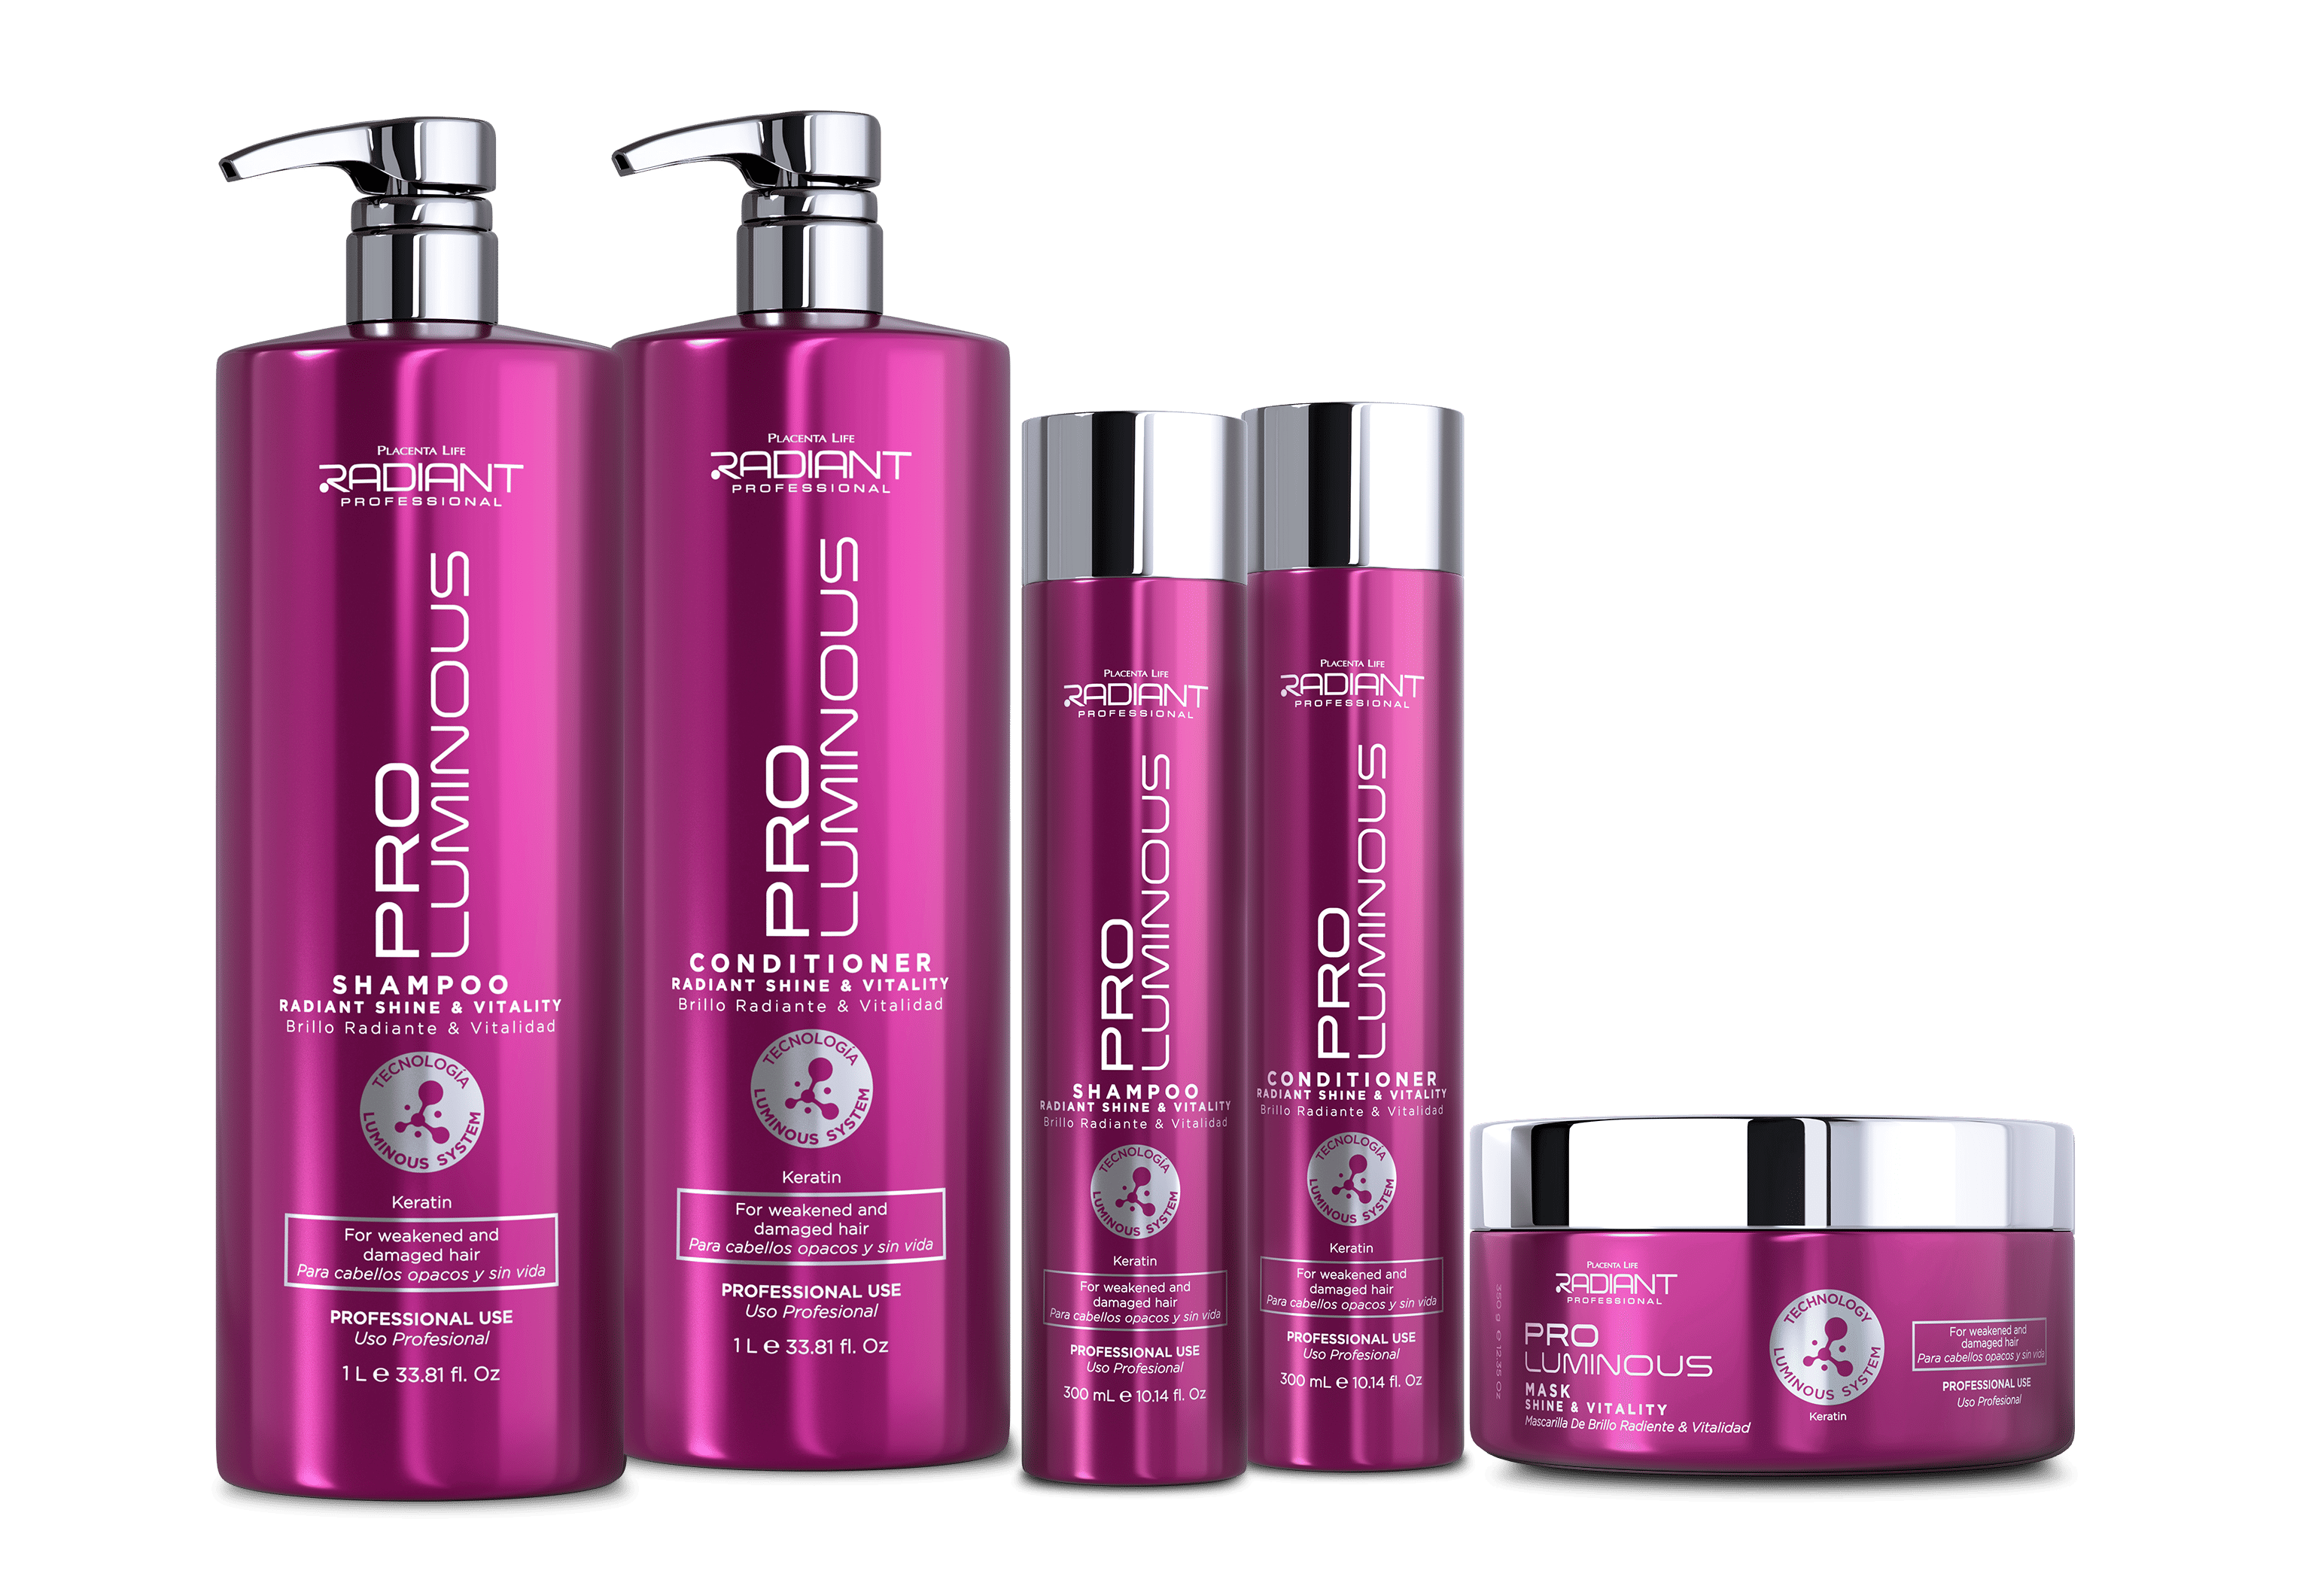 PLACENTA LIFE
RADIANT
PROFESSIONAL
PRO
LUMINOUS
SHAMPOO
RADIANT SHINE & VITALITY
Brillo Radiante & Vitalidad
TECNOLOGÍA
LUMINOUS SYSTEM
Keratin
For weakened and
damaged hair
Para cabellos opacos y sin vida
PROFESSIONAL USE
Uso Profesional
1 L e 33.81 fl. Oz
PLACENTA LIFE
RADIANT
PROFESSIONAL
PRO
LUMINOUS
CONDITIONER
RADIANT SHINE & VITALITY
Brillo Radiante & Vitalidad
TECNOLOGÍA
LUMINOUS SYSTEM
Keratin
For weakened and
damaged hair
Para cabellos opacos y sin vida
PROFESSIONAL USE
Uso Profesional
1 L e 33.81 fl. Oz
PLACENTA LIFE
RADIANT
PROFESSIONAL
PRO
LUMINOUS
SHAMPOO
RADIANT SHINE & VITALITY
Brillo Radiante & Vitalidad
TECNOLOGÍA
LUMINOUS SYSTEM
Keratin
For weakened and
damaged hair
Para cabellos opacos y sin vida
PROFESSIONAL USE
Uso Profesional
300 mL e 10.14 fl. Oz
PLACENTA LIFE
RADIANT
PROFESSIONAL
PRO
LUMINOUS
CONDITIONER
RADIANT SHINE & VITALITY
Brillo Radiante & Vitalidad
TECNOLOGÍA
LUMINOUS SYSTEM
Keratin
For weakened and
damaged hair
Para cabellos opacos y sin vida
PROFESSIONAL USE
Uso Profesional
300 mL e 10.14 fl. Oz
350 g e 12.35 Oz
PLACENTA LIFE
RADIANT
PROFESSIONAL
PRO
LUMINOUS
MASK
SHINE & VITALITY
Mascarilla De Brillo Radiente & Vitalidad
TECHNOLOGY
LUMINOUS SYSTEM
Keratin
For weakened and
damaged hair
Para cabellos opacos y sin vida
PROFESSIONAL USE
Uso Profesional